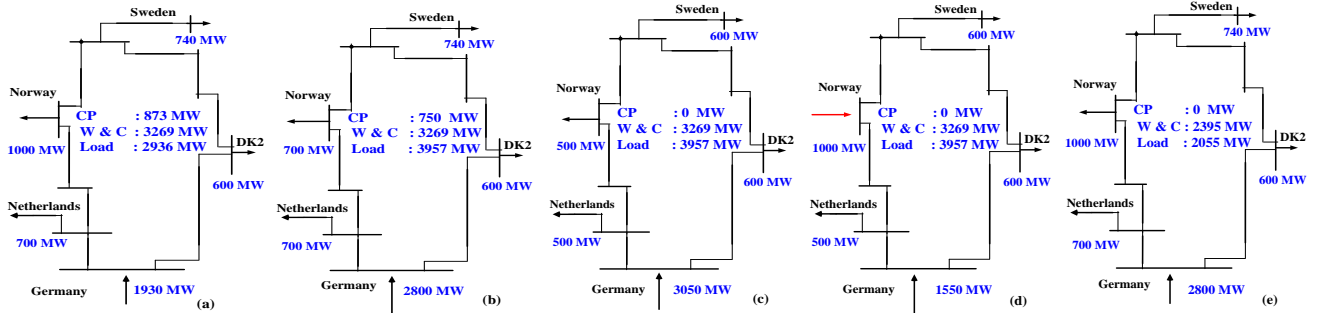 Sweden
740 MW
Norway
CP : 873 MW
W & C : 3269 MW
Load : 2936 MW
1000 MW
DK2
600 MW
Netherlands
700 MW
Germany
1930 MW
(a)
Sweden
740 MW
Norway
CP : 750 MW
W & C : 3269 MW
Load : 3957 MW
700 MW
DK2
600 MW
Netherlands
700 MW
Germany
2800 MW
(b)
Sweden
600 MW
Norway
CP : 0 MW
W & C : 3269 MW
Load : 3957 MW
500 MW
DK2
600 MW
Netherlands
500 MW
Germany
3050 MW
(c)
Sweden
600 MW
Norway
CP : 0 MW
W & C : 3269 MW
Load : 3957 MW
1000 MW
DK2
600 MW
Netherlands
500 MW
Germany
1550 MW
(d)
Sweden
740 MW
Norway
CP : 0 MW
W & C : 2395 MW
Load : 2055 MW
1000 MW
DK2
600 MW
Netherlands
700 MW
Germany
2800 MW
(e)